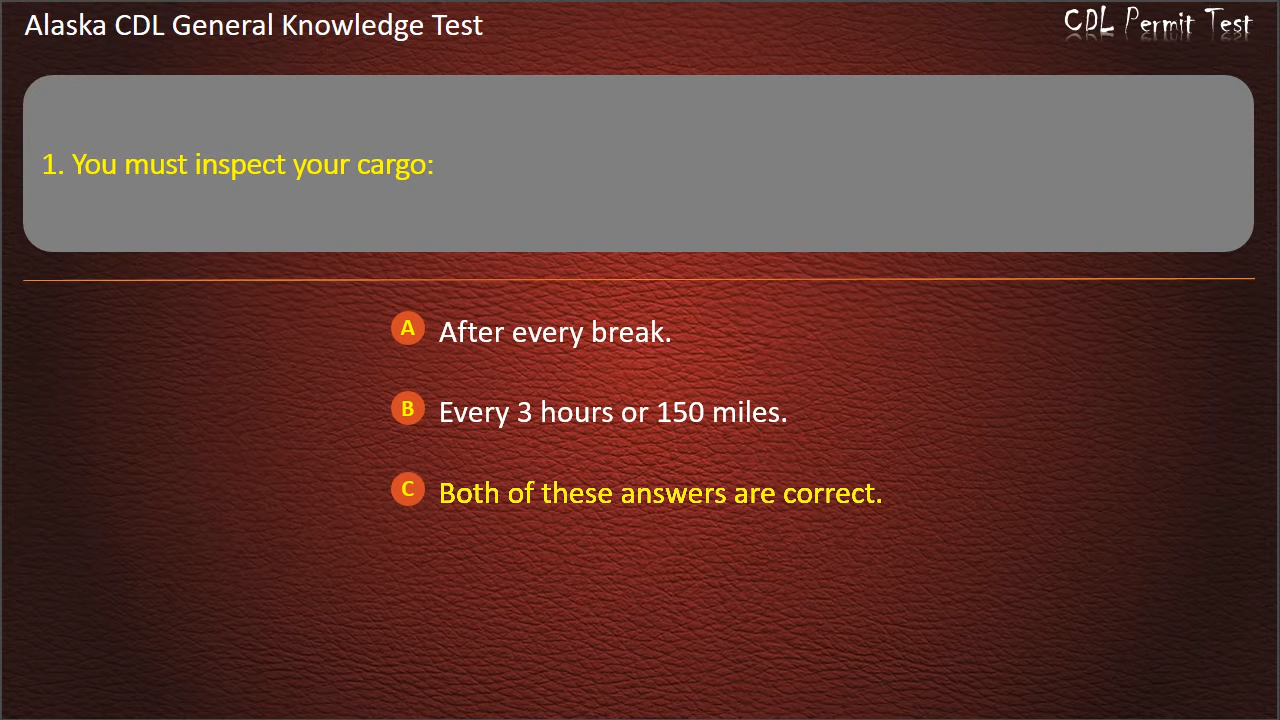 Alaska CDL General Knowledge Test
CDL Permit Test
1. You must inspect your cargo:
A After every break.
B Every 3 hours or 150 miles.
C Both of these answers are correct.